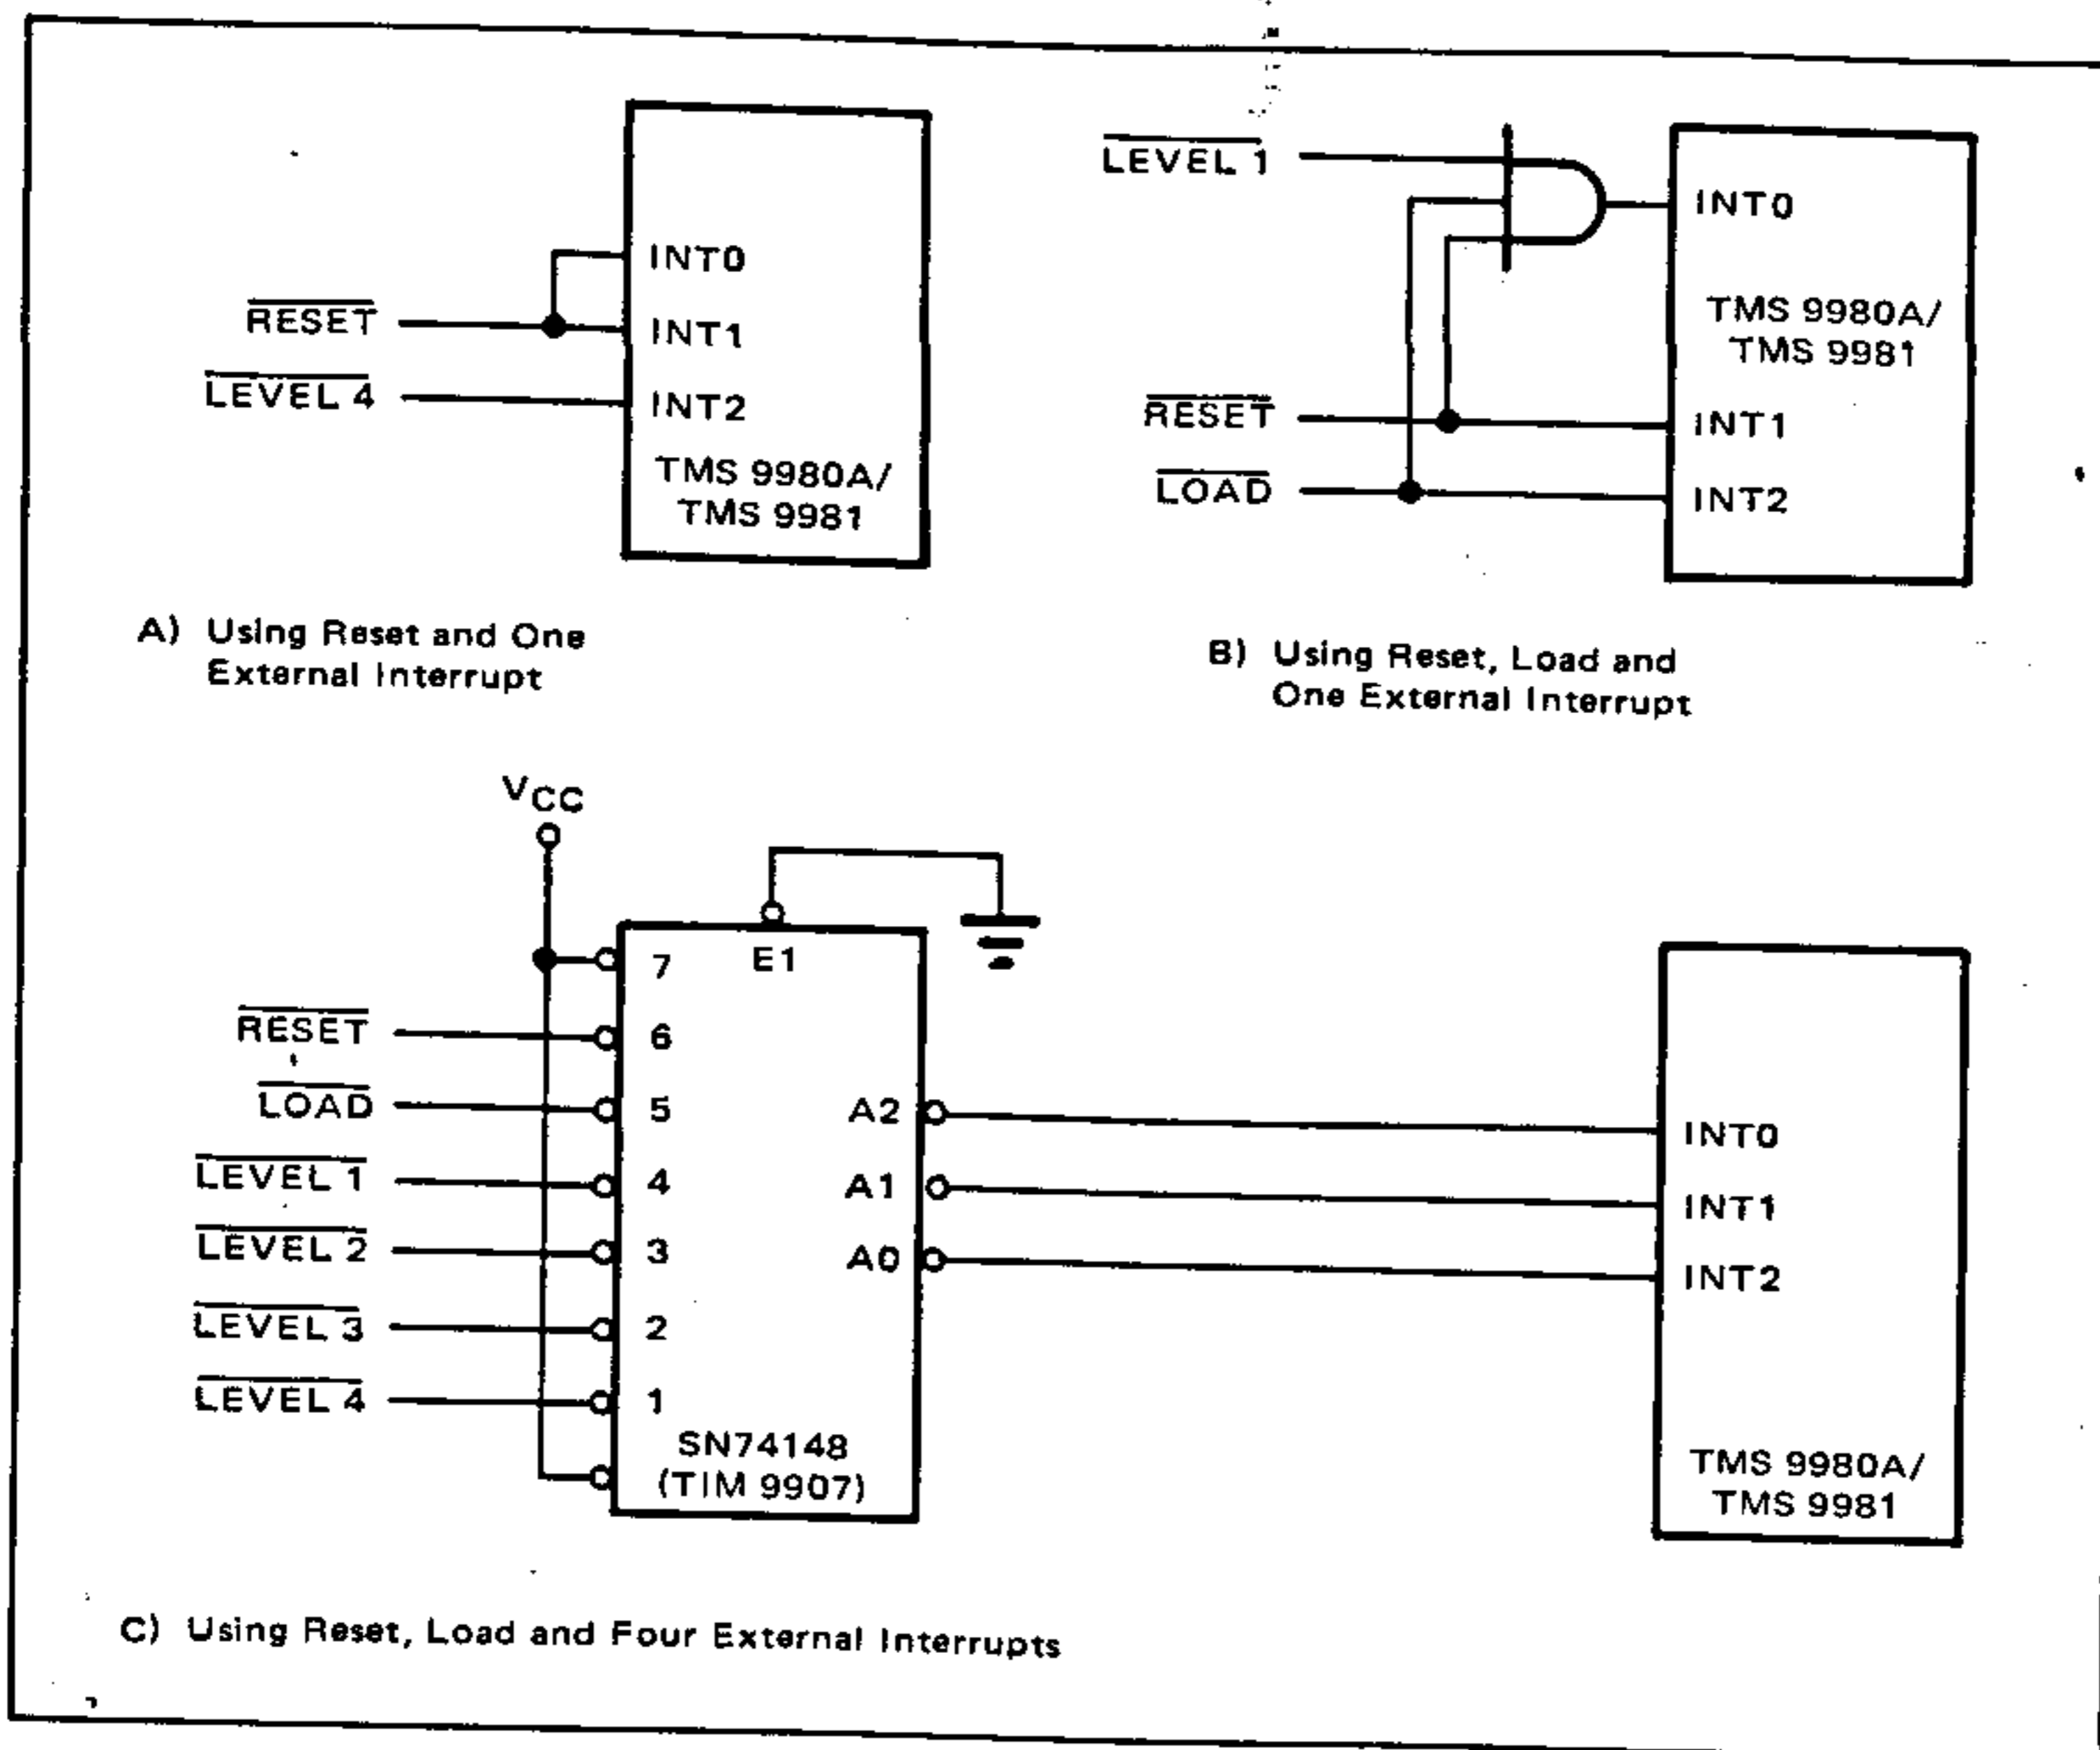 RESET
LEVEL 4
INT0
INT1
INT2
TMS 9980A/
TMS 9981
A) Using Reset and One
External Interrupt
LEVEL 1
RESET
LOAD
INT0
TMS 9980A/
TMS 9981
INT1
INT2
B) Using Reset, Load and
One External Interrupt
VCC
RESET
LOAD
LEVEL 1
LEVEL 2
LEVEL 3
LEVEL 4
7
E1
6
5
4
3
2
1
A2
A1
A0
SN74148
(TIM 9907)
INT0
INT1
INT2
TMS 9980A/
TMS 9981
C) Using Reset, Load and Four External Interrupts